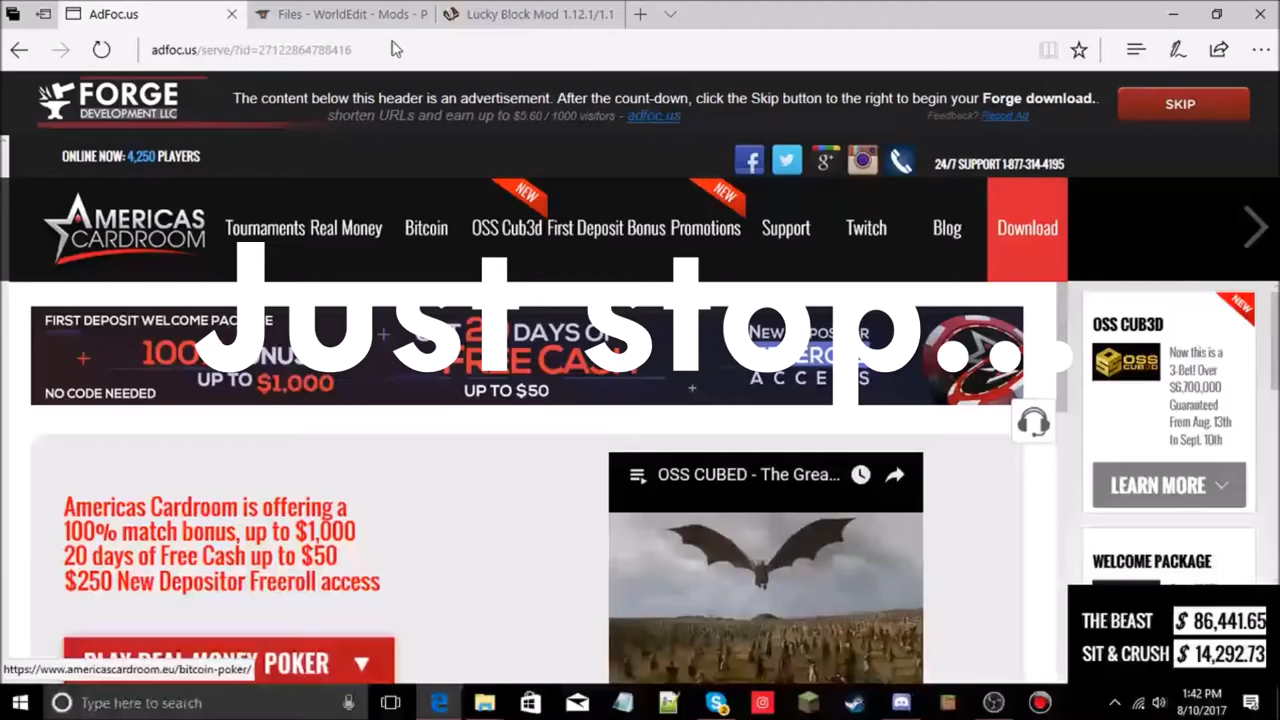 AdFoc.us
Files - WorldEdit - Mods - P
Lucky Block Mod 1.12.1/1.1
adfoc.us/serve/?id=27122864788416
FORGE
DEVELOPMENT LLC
The content below this header is an advertisement. After the count-down, click the Skip button to the right to begin your Forge download..
shorten URLs and earn up to $5.60 / 1000 visitors - adfoc.us
Feedback? Report Ad
SKIP
ONLINE NOW: 4,250 PLAYERS
24/7 SUPPORT 1-877-314-4195
AMERICAS
CARDROOM
Tournaments Real Money Bitcoin OSS Cub3d First Deposit Bonus Promotions Support Twitch Blog Download
NEW
NEW
Just stop...
FIRST DEPOSIT WELCOME
100
UP TO $1,000
NO CODE NEEDED
DAYS OF
FREE CASH
UP TO $50
NEW
ACCESS
NEW
OSS CUB3D
OSS
CUB3D
Now this is a
3-Bet! Over
$6,700,000
Guaranteed
From Aug. 13th
to Sept. 10th
LEARN MORE
Americas Cardroom is offering a
100% match bonus, up to $1,000
20 days of Free Cash up to $50
$250 New Depositor Freeroll access
OSS CUBED - The Grea...
WELCOME PACKAGE
PLAY REAL MONEY POKER
THE BEAST $ 86,441.65
SIT & CRUSH $ 14,292.73
https://www.americascardroom.eu/bitcoin-poker/
Type here to search
1:42 PM
8/10/2017